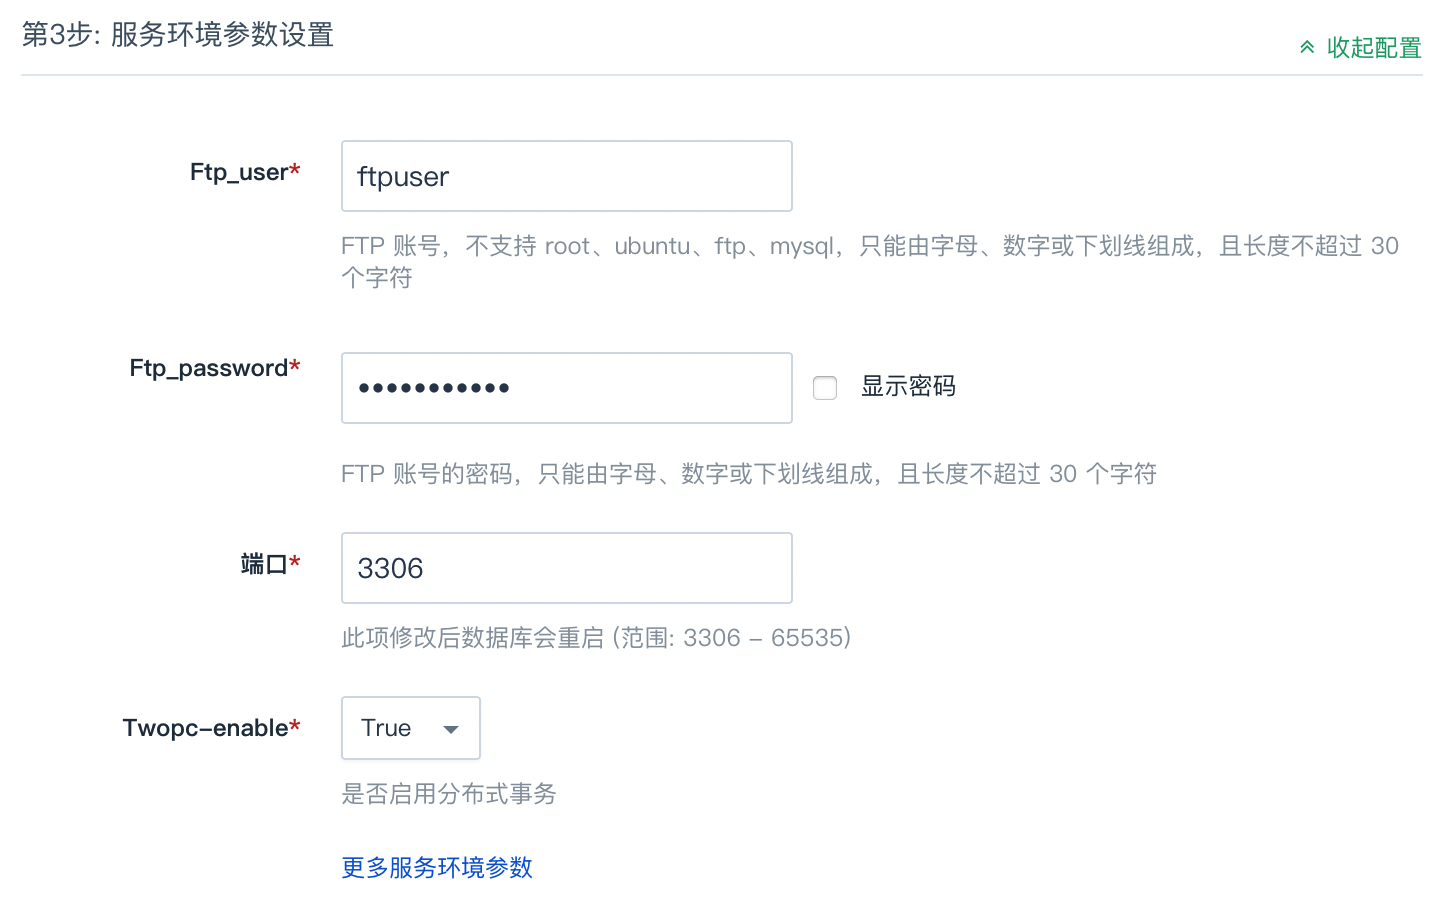 第3步: 服务环境参数设置
收起配置
Ftp_user*
ftpuser
FTP 账号，不支持 root、ubuntu、ftp、mysql，只能由字母、数字或下划线组成，且长度不超过 30
个字符
Ftp_password*
•••••••••••
显示密码
FTP 账号的密码，只能由字母、数字或下划线组成，且长度不超过 30 个字符
端口*
3306
此项修改后数据库会重启 (范围: 3306 – 65535)
Twopc-enable*
True
是否启用分布式事务
更多服务环境参数